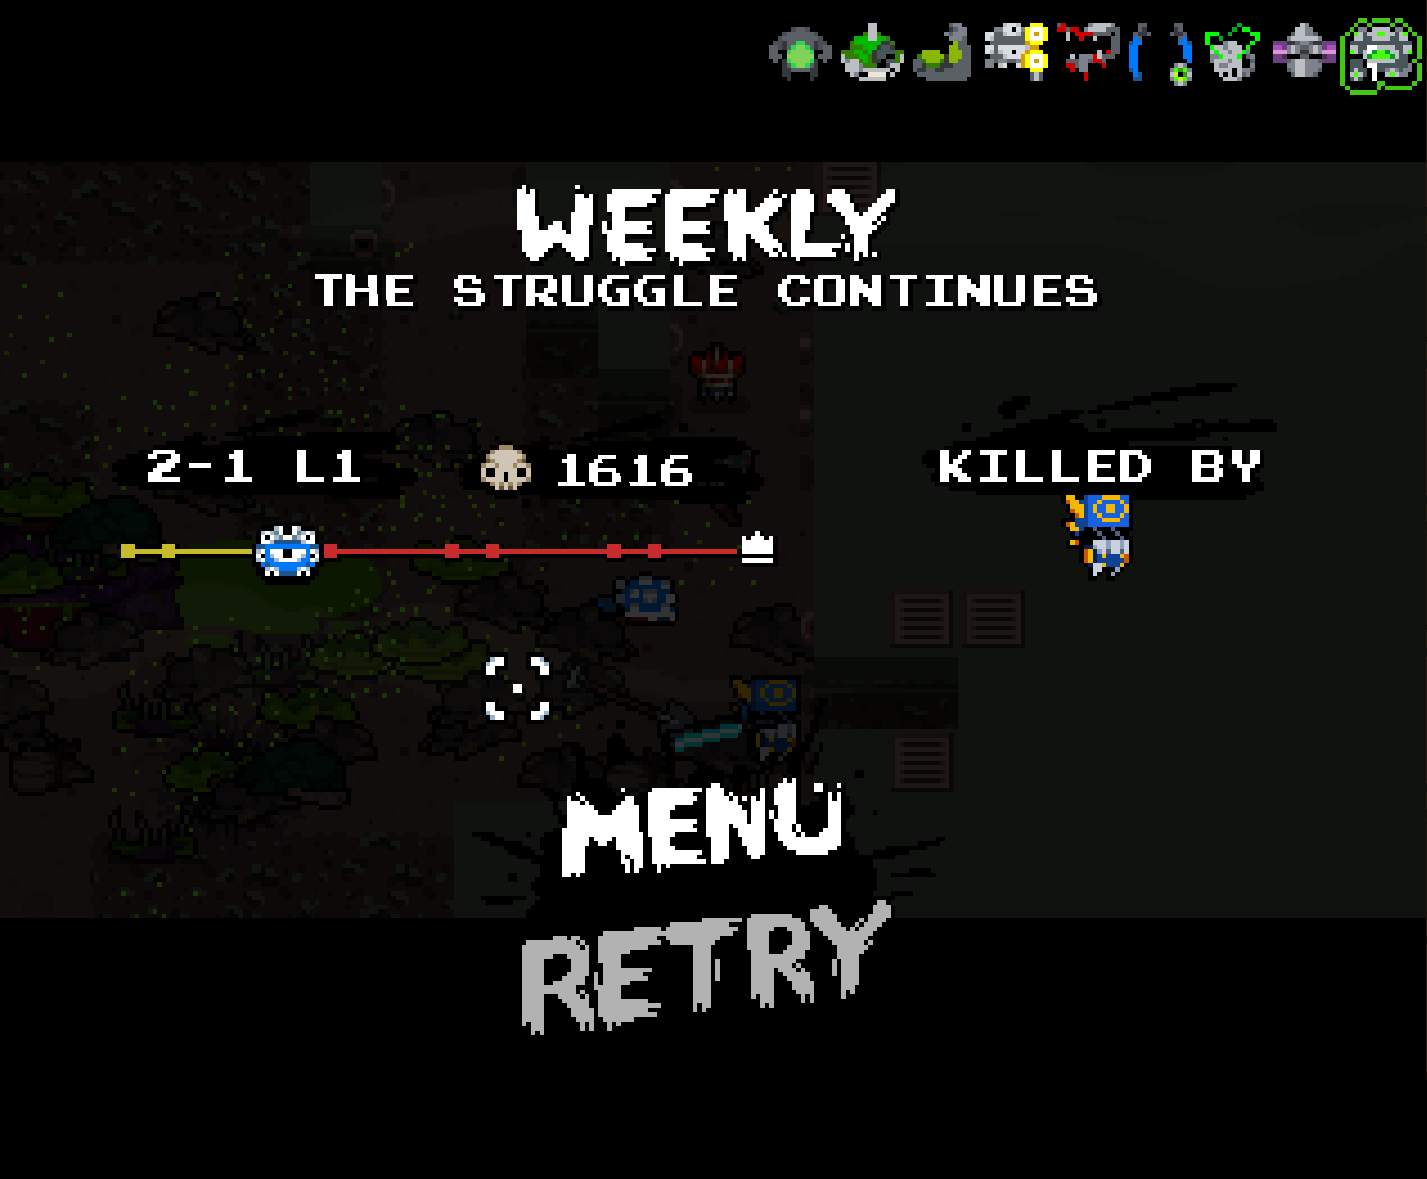 WEEKLY
THE STRUGGLE CONTINUES
2-1 L1
1616
KILLED BY
MENU
RETRY